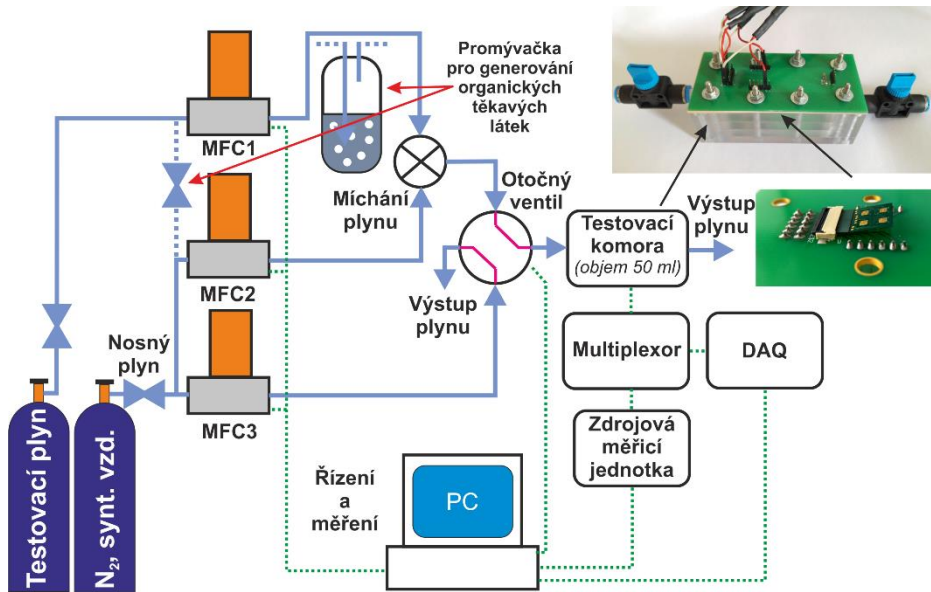 Promývačka
pro generování
organických
těkavých
látek
MFC1
Míchání
plynu
Otočný
ventil
MFC2
Testovací
komora
(objem 50 ml)
Výstup
plynu
Výstup
plynu
Nosný
plyn
MFC3
Multiplexor
DAQ
Zdrojová
měřicí
jednotka
Testovací plyn
N2, synt. vzd.
Řízení
a
měření
PC